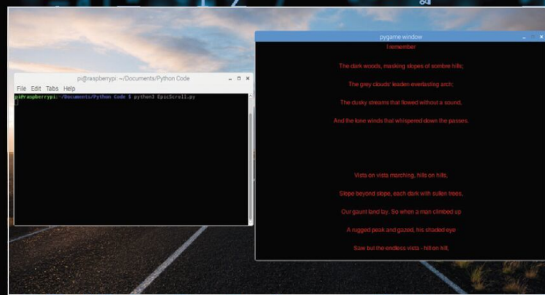 pi@raspberrypi: ~/Documents/Python Code
File Edit Tabs Help
pi@raspberrypi:~/Documents/Python Code $ python3 EpicScroll.py
pygame window
I remember
The dark woods, masking slopes of sombre hills;
The grey clouds' leaden everlasting arch;
The dusky streams that flowed without a sound,
And the lone winds that whispered down the passes.
Vista on vista marching, hills on hills,
Slope beyond slope, each dark with sullen trees,
Our gaunt land lay. So when a man climbed up
A rugged peak and gazed, his shaded eye
Saw but the endless vista - hill on hill,